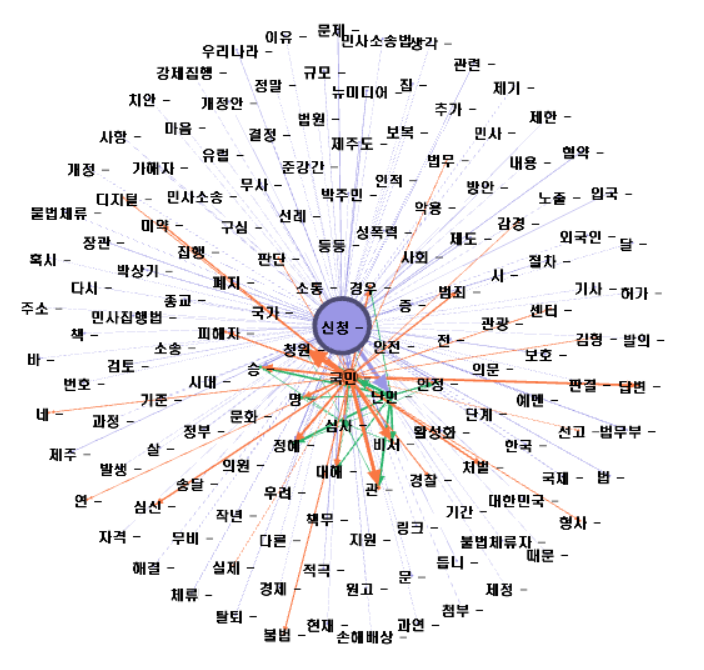 문제 –
이유 –
민사소송법
생각 –
우리나라 –
관련 –
강제집행 –
규모 –
정말 –
뉴미디어 –
집 –
제기 –
치안 –
개정안 –
추가 –
법원 –
제한 –
사항 –
마음 –
결정 –
제주도 –
보복 –
민사 –
유럽 –
준강간 –
법무 –
내용 –
협약 –
개정 –
가해자 –
무사 –
인적 –
방안 –
디지털 –
민사소송 –
박주민 –
노출 –
입국 –
불법체류 –
미약 –
구심 –
선례 –
악용 –
감경 –
장관 –
집행 –
판단 –
등등 –
성폭력 –
제도 –
외국인 –
달 –
혹시 –
박상기 –
사회 –
절차 –
다시 –
폐지 –
소통 –
경우 –
범죄 –
시 –
기사 –
허가 –
주소 –
종교 –
국가 –
증 –
센터 –
책 –
민사집행법 –
피해자 –
신청 –
관광 –
바 –
검토 –
소송 –
청원 –
안전 –
전 –
보호 –
김형 –
발의 –
번호 –
시대 –
승 –
국민
인정 –
의문 –
판결 –
답변 –
네 –
과정 –
기준 –
문화 –
명 –
난민 –
단계 –
예멘 –
제주 –
정부 –
정혜 –
심사 –
비서 –
활성화 –
한국 –
선고 –
법무부 –
발생 –
살 –
의원 –
대해 –
경찰 –
처벌 –
국제 –
법 –
연 –
심신 –
송달 –
우려 –
관 –
기간 –
대한민국 –
자격 –
무비 –
작년 –
책무 –
링크 –
형사 –
해결 –
다른 –
지원 –
불법체류자 –
때문 –
체류 –
실제 –
경제 –
적극 –
원고 –
문 –
듭니 –
제정 –
탈퇴 –
불법 –
현재 –
손해배상 –
과연 –
첨부 –